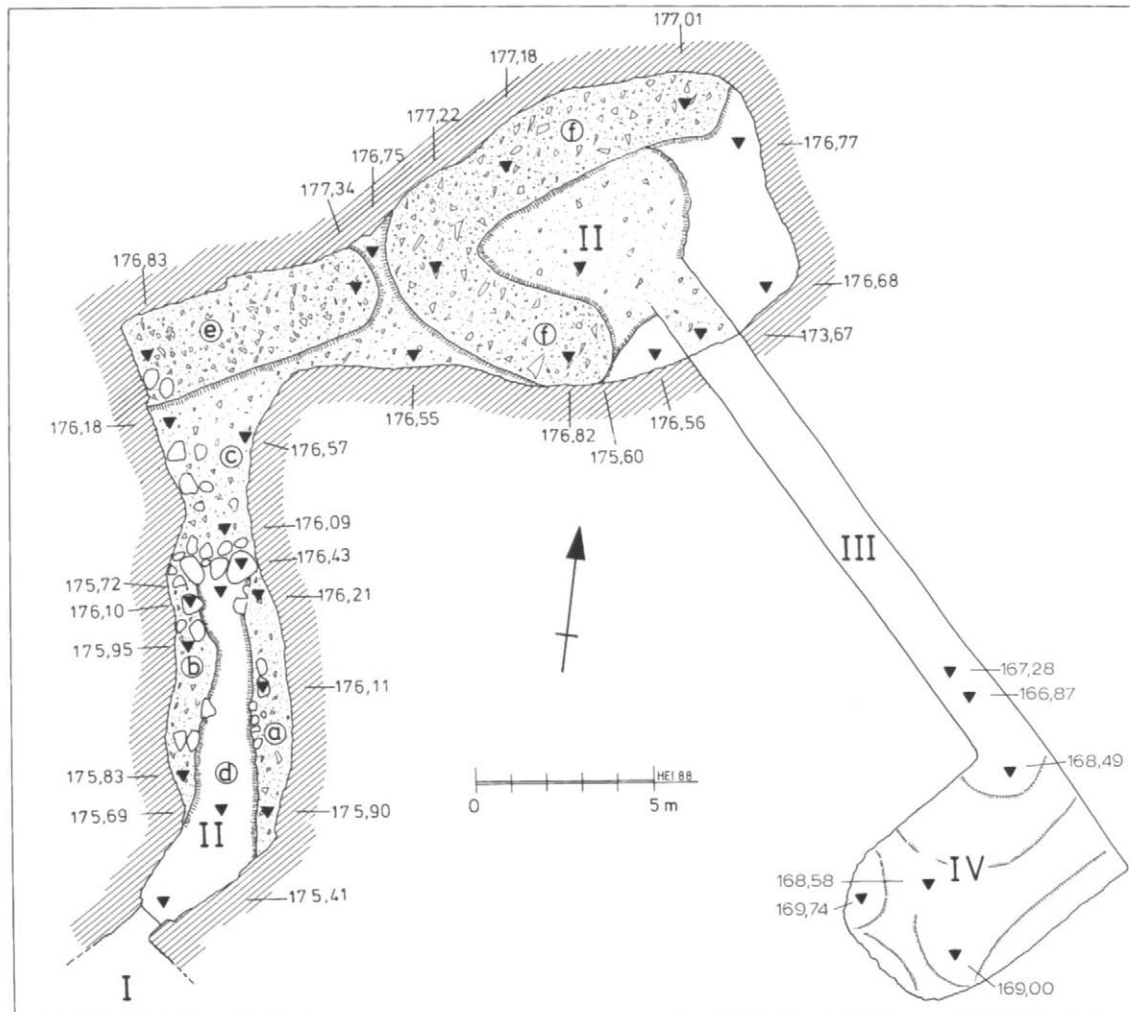 177,01
177,18
177,22
176,75
177,34
176,83
f
176,77
II
176,68
e
f
173,67
176,18
c
176,57
176,55
176,82
175,60
176,56
176,09
III
176,43
175,72
176,10
176,21
175,95
b
167,28
166,87
176,11
a
d
175,83
HEI 88
0 5 m
168,49
175,69
II
175,90
IV
168,58
169,74
175,41
I
169,00